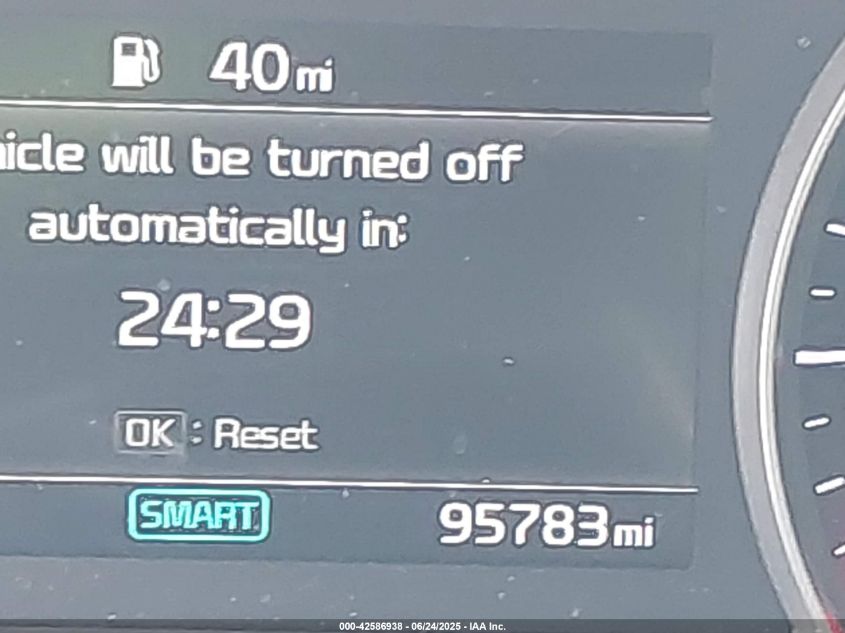 40mi
will be turned off
automatically in:
24:29
OK : Reset
SMART
95783mi
000-42586938 - 06/24/2025 - IAA Inc.